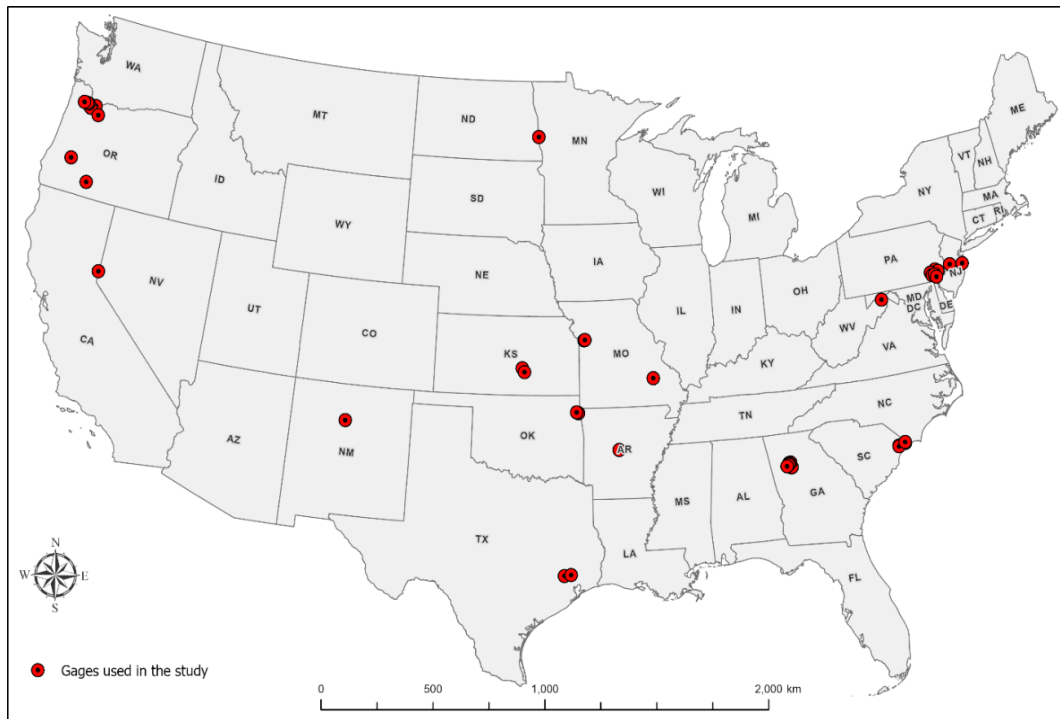 WA
MT
ND
MN
ME
OR
ID
SD
WI
VT
NH
NY
MA
CT
RI
WY
MI
IA
NE
PA
NJ
NV
UT
CO
IL
IN
OH
MD
DC
DE
CA
KS
MO
WV
VA
KY
NC
TN
AZ
NM
OK
AR
SC
MS
AL
GA
TX
LA
FL
N
W
E
S
Gages used in the study
0
500
1,000
2,000 km